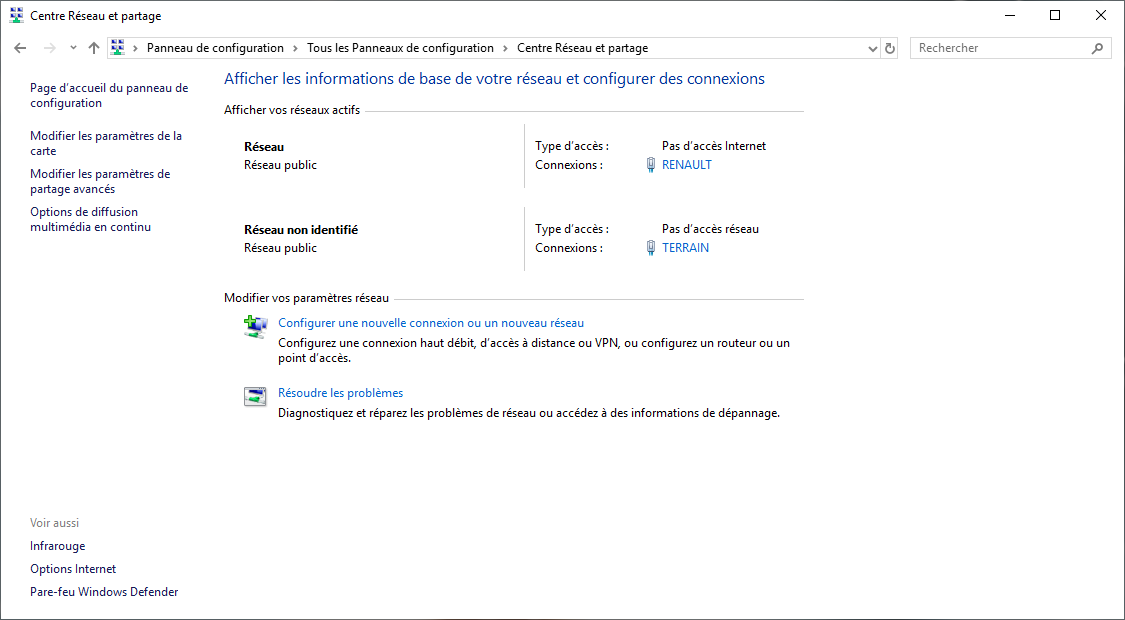 Centre Réseau et partage
Panneau de configuration
Tous les Panneaux de configuration
Centre Réseau et partage
Rechercher
Page d'accueil du panneau de
configuration
Modifier les paramètres de la
carte
Modifier les paramètres de
partage avancés
Options de diffusion
multimédia en continu
Voir aussi
Infrarouge
Options Internet
Pare-feu Windows Defender
Afficher les informations de base de votre réseau et configurer des connexions
Afficher vos réseaux actifs
Réseau
Réseau public
Type d'accès : Pas d'accès Internet
Connexions : RENAULT
Réseau non identifié
Réseau public
Type d'accès : Pas d'accès réseau
Connexions : TERRAIN
Modifier vos paramètres réseau
Configurer une nouvelle connexion ou un nouveau réseau
Configurez une connexion haut débit, d'accès à distance ou VPN, ou configurez un routeur ou un
point d'accès.
Résoudre les problèmes
Diagnostiquez et réparez les problèmes de réseau ou accédez à des informations de dépannage.